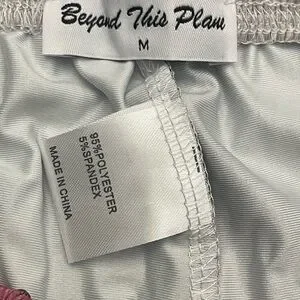 Beyond This Plane
M
95%POLYESTER
5%SPANDEX
MADE IN CHINA